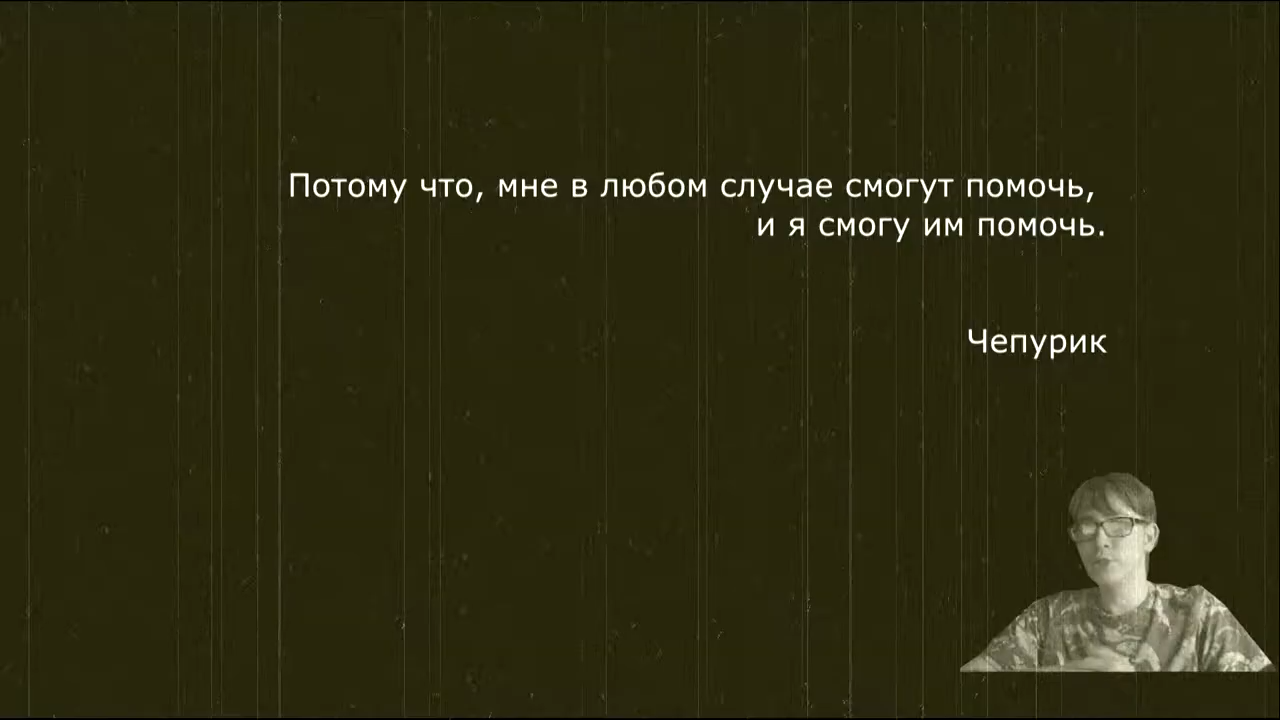 Потому что, мне в любом случае смогут помочь,
и я смогу им помочь.
Чепурик